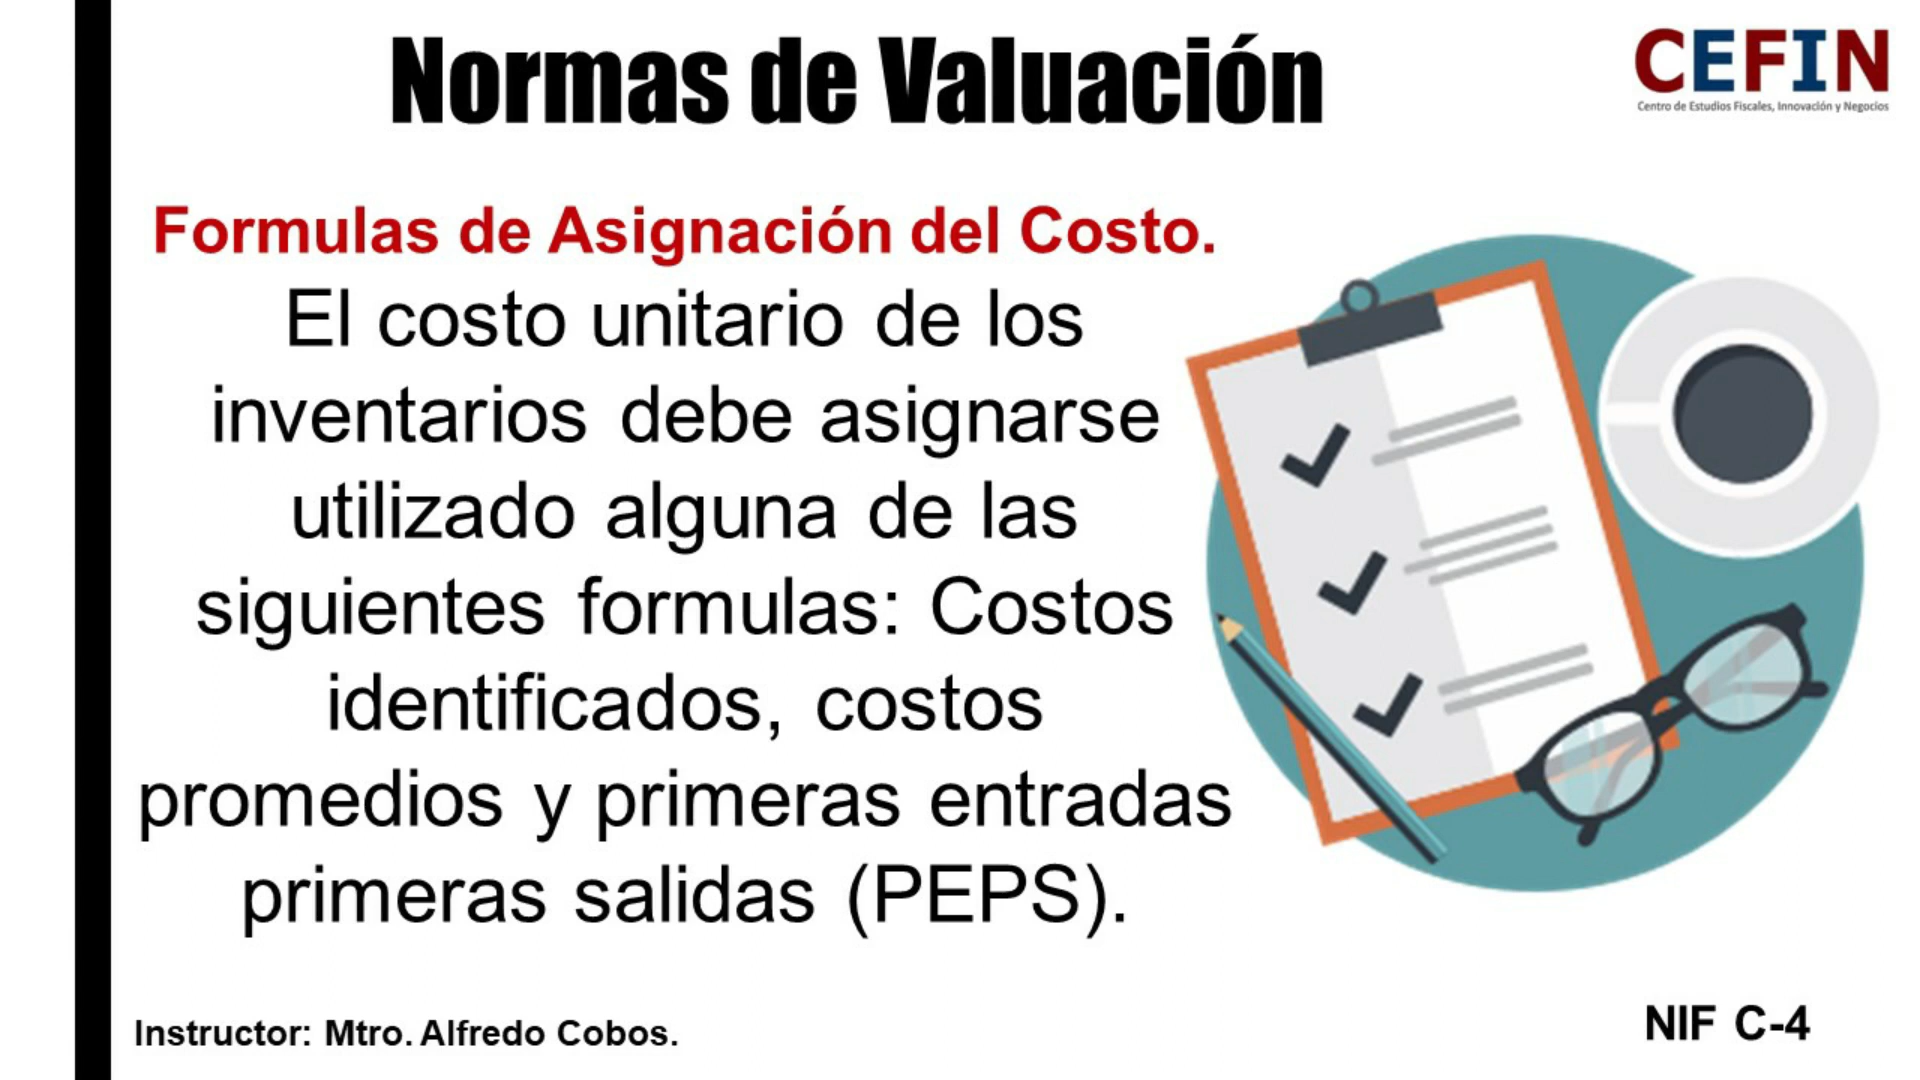 Normas de Valuación
CEFIN
Centro de Estudios Fiscales, Innovación y Negocios
Formulas de Asignación del Costo.
El costo unitario de los
inventarios debe asignarse
utilizado alguna de las
siguientes formulas: Costos
identificados, costos
promedios y primeras entradas
primeras salidas (PEPS).
Instructor: Mtro. Alfredo Cobos.
NIF C-4